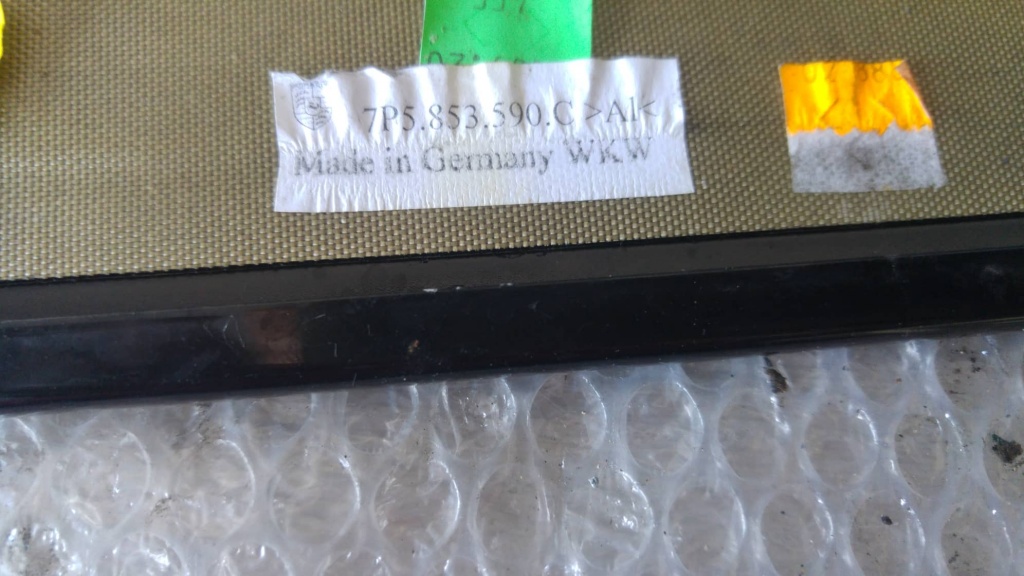 7P5.853.590.C >Al<
Made in Germany WKW